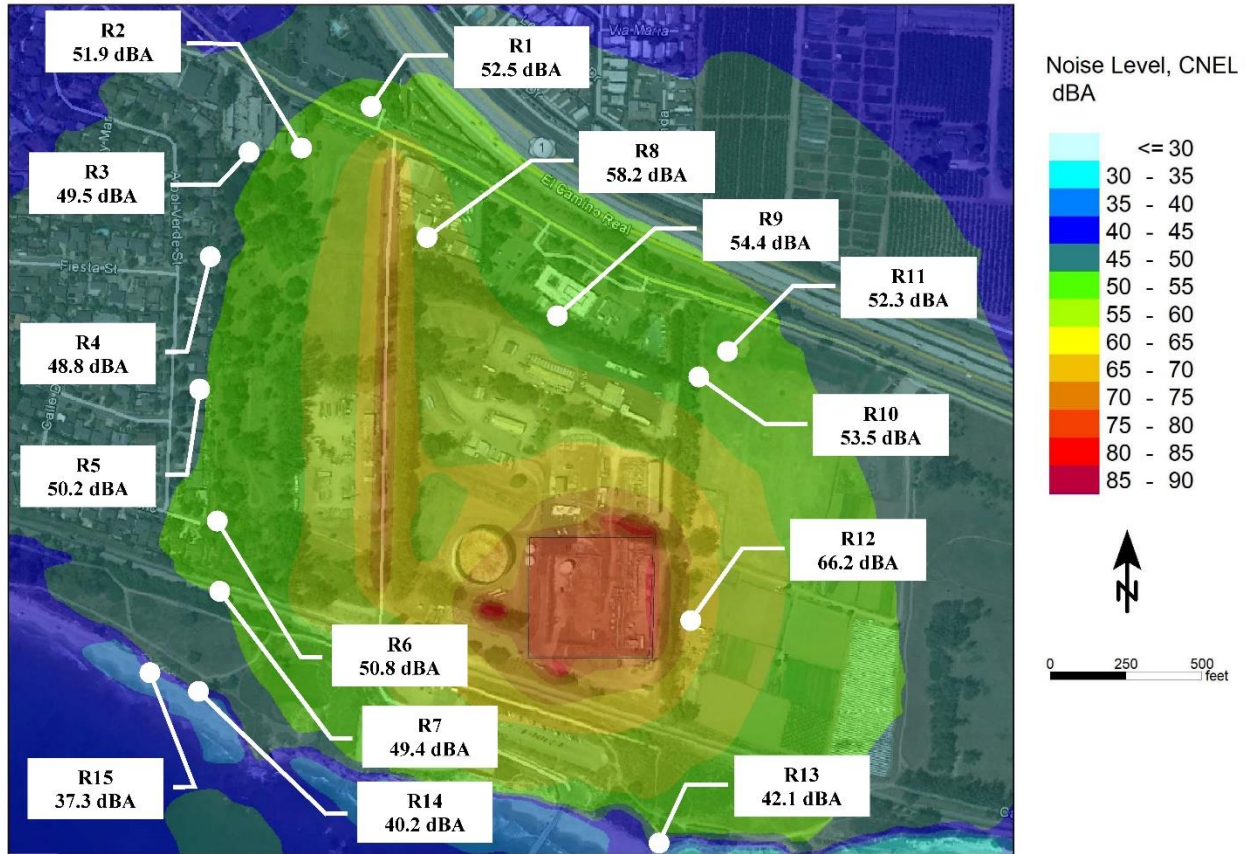 R2
51.9 dBA
R1
52.5 dBA
Via Maria
R3
49.5 dBA
R8
58.2 dBA
1
El Camino Real
R9
54.4 dBA
Arbol-Verde-St
Fiesta St
R11
52.3 dBA
R4
48.8 dBA
R10
53.5 dBA
R5
50.2 dBA
R12
66.2 dBA
R6
50.8 dBA
R7
49.4 dBA
R15
37.3 dBA
R14
40.2 dBA
R13
42.1 dBA
Noise Level, CNEL
dBA
<= 30
30 - 35
35 - 40
40 - 45
45 - 50
50 - 55
55 - 60
60 - 65
65 - 70
70 - 75
75 - 80
80 - 85
85 - 90
N
0 250 500
feet